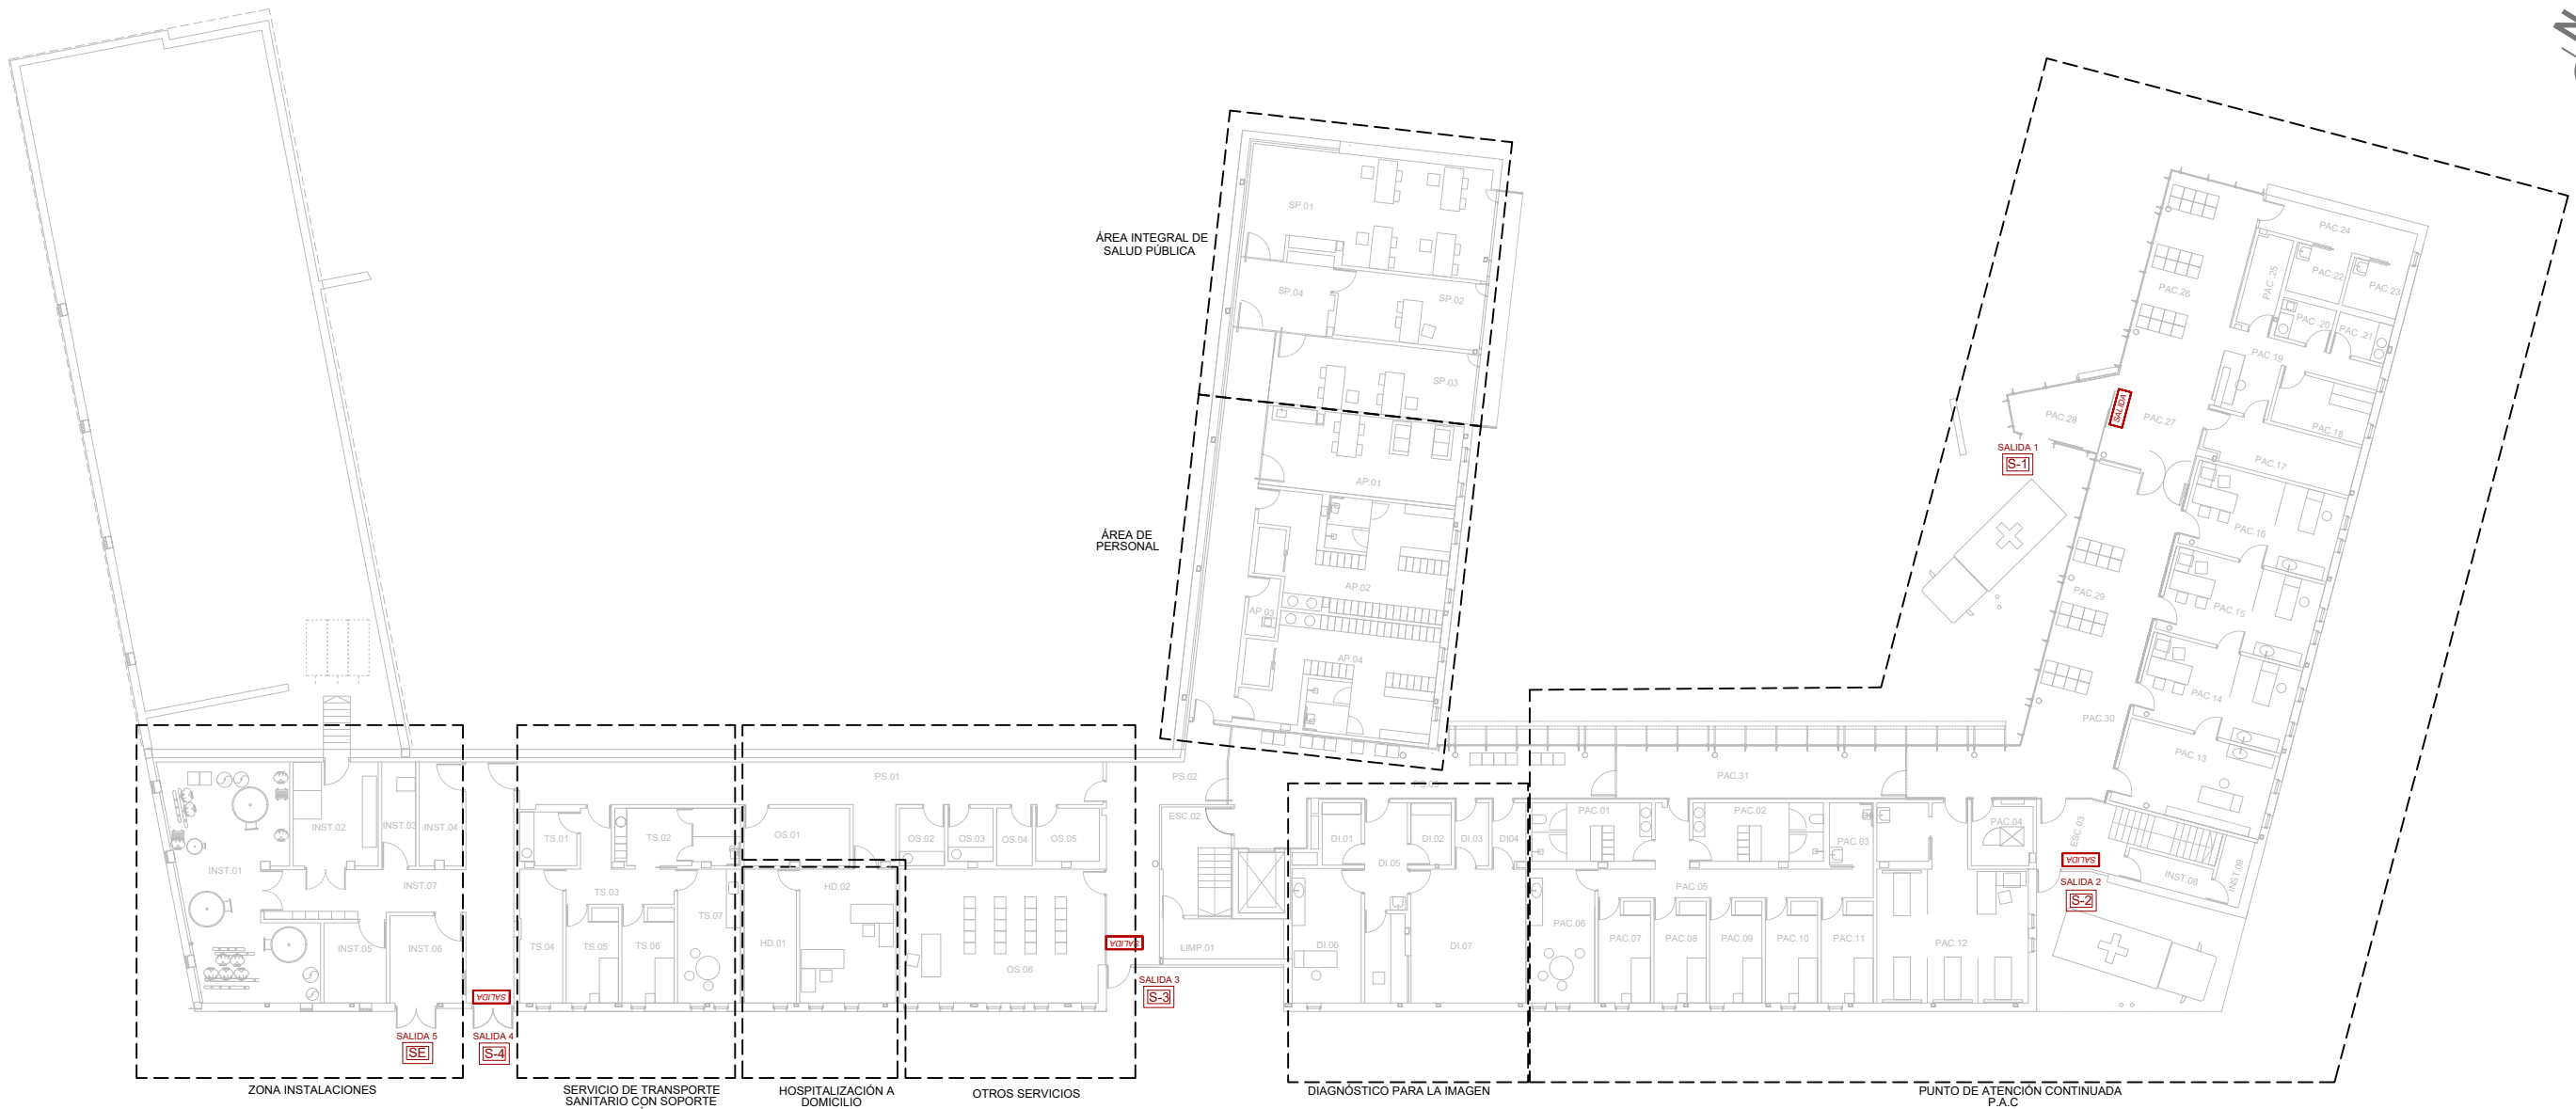 N
ÁREA INTEGRAL DE
SALUD PÚBLICA
SP.01
SP.02
SP.04
SP.03
ÁREA DE
PERSONAL
AP.01
AP.02
AP.03
AP.04
PAC.24
PAC.25
PAC.22
PAC.23
PAC.26
PAC .20
PAC .21
PAC.19
PAC.18
PAC.28
SALIDA
PAC.27
SALIDA 1
S-1
PAC.17
PAC.16
PAC.29
PAC.15
PAC.14
PAC.30
PAC.13
PS.01
PS.02
PS.03
PAC.31
ESC.02
ESC.03
INST.01
INST.02
INST.03
INST.04
INST.07
INST.05
INST.06
TS.01
TS.02
TS.03
TS.04
TS.05
TS.06
TS.07
OS.01
OS.02
OS.03
OS.04
OS.05
HD.01
HD.02
OS.06
LIMP.01
DI.01
DI.02
DI.03
DI04
DI.05
DI.06
DI.07
PAC.01
PAC.02
PAC.03
PAC.04
PAC.05
PAC.06
PAC.07
PAC.08
PAC.09
PAC.10
PAC.11
PAC.12
SALIDA
SALIDA 2
S-2
INST.08
INST.09
SALIDA
SALIDA 3
S-3
SALIDA
SALIDA 5
SE
SALIDA 4
S-4
ZONA INSTALACIONES
SERVICIO DE TRANSPORTE
SANITARIO CON SOPORTE
HOSPITALIZACIÓN A
DOMICILIO
OTROS SERVICIOS
DIAGNÓSTICO PARA LA IMAGEN
PUNTO DE ATENCIÓN CONTINUADA
P.A.C